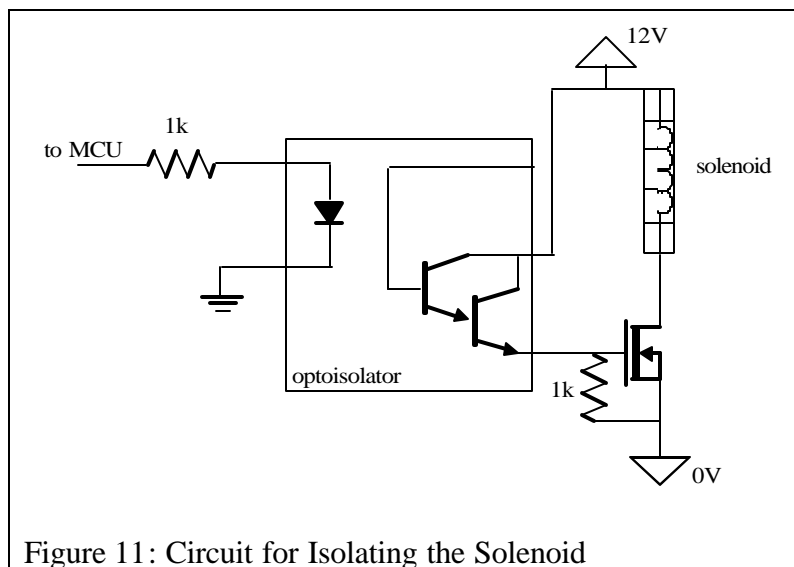 12V
1k
to MCU
solenoid
optoisolator
1k
0V
Figure 11: Circuit for Isolating the Solenoid